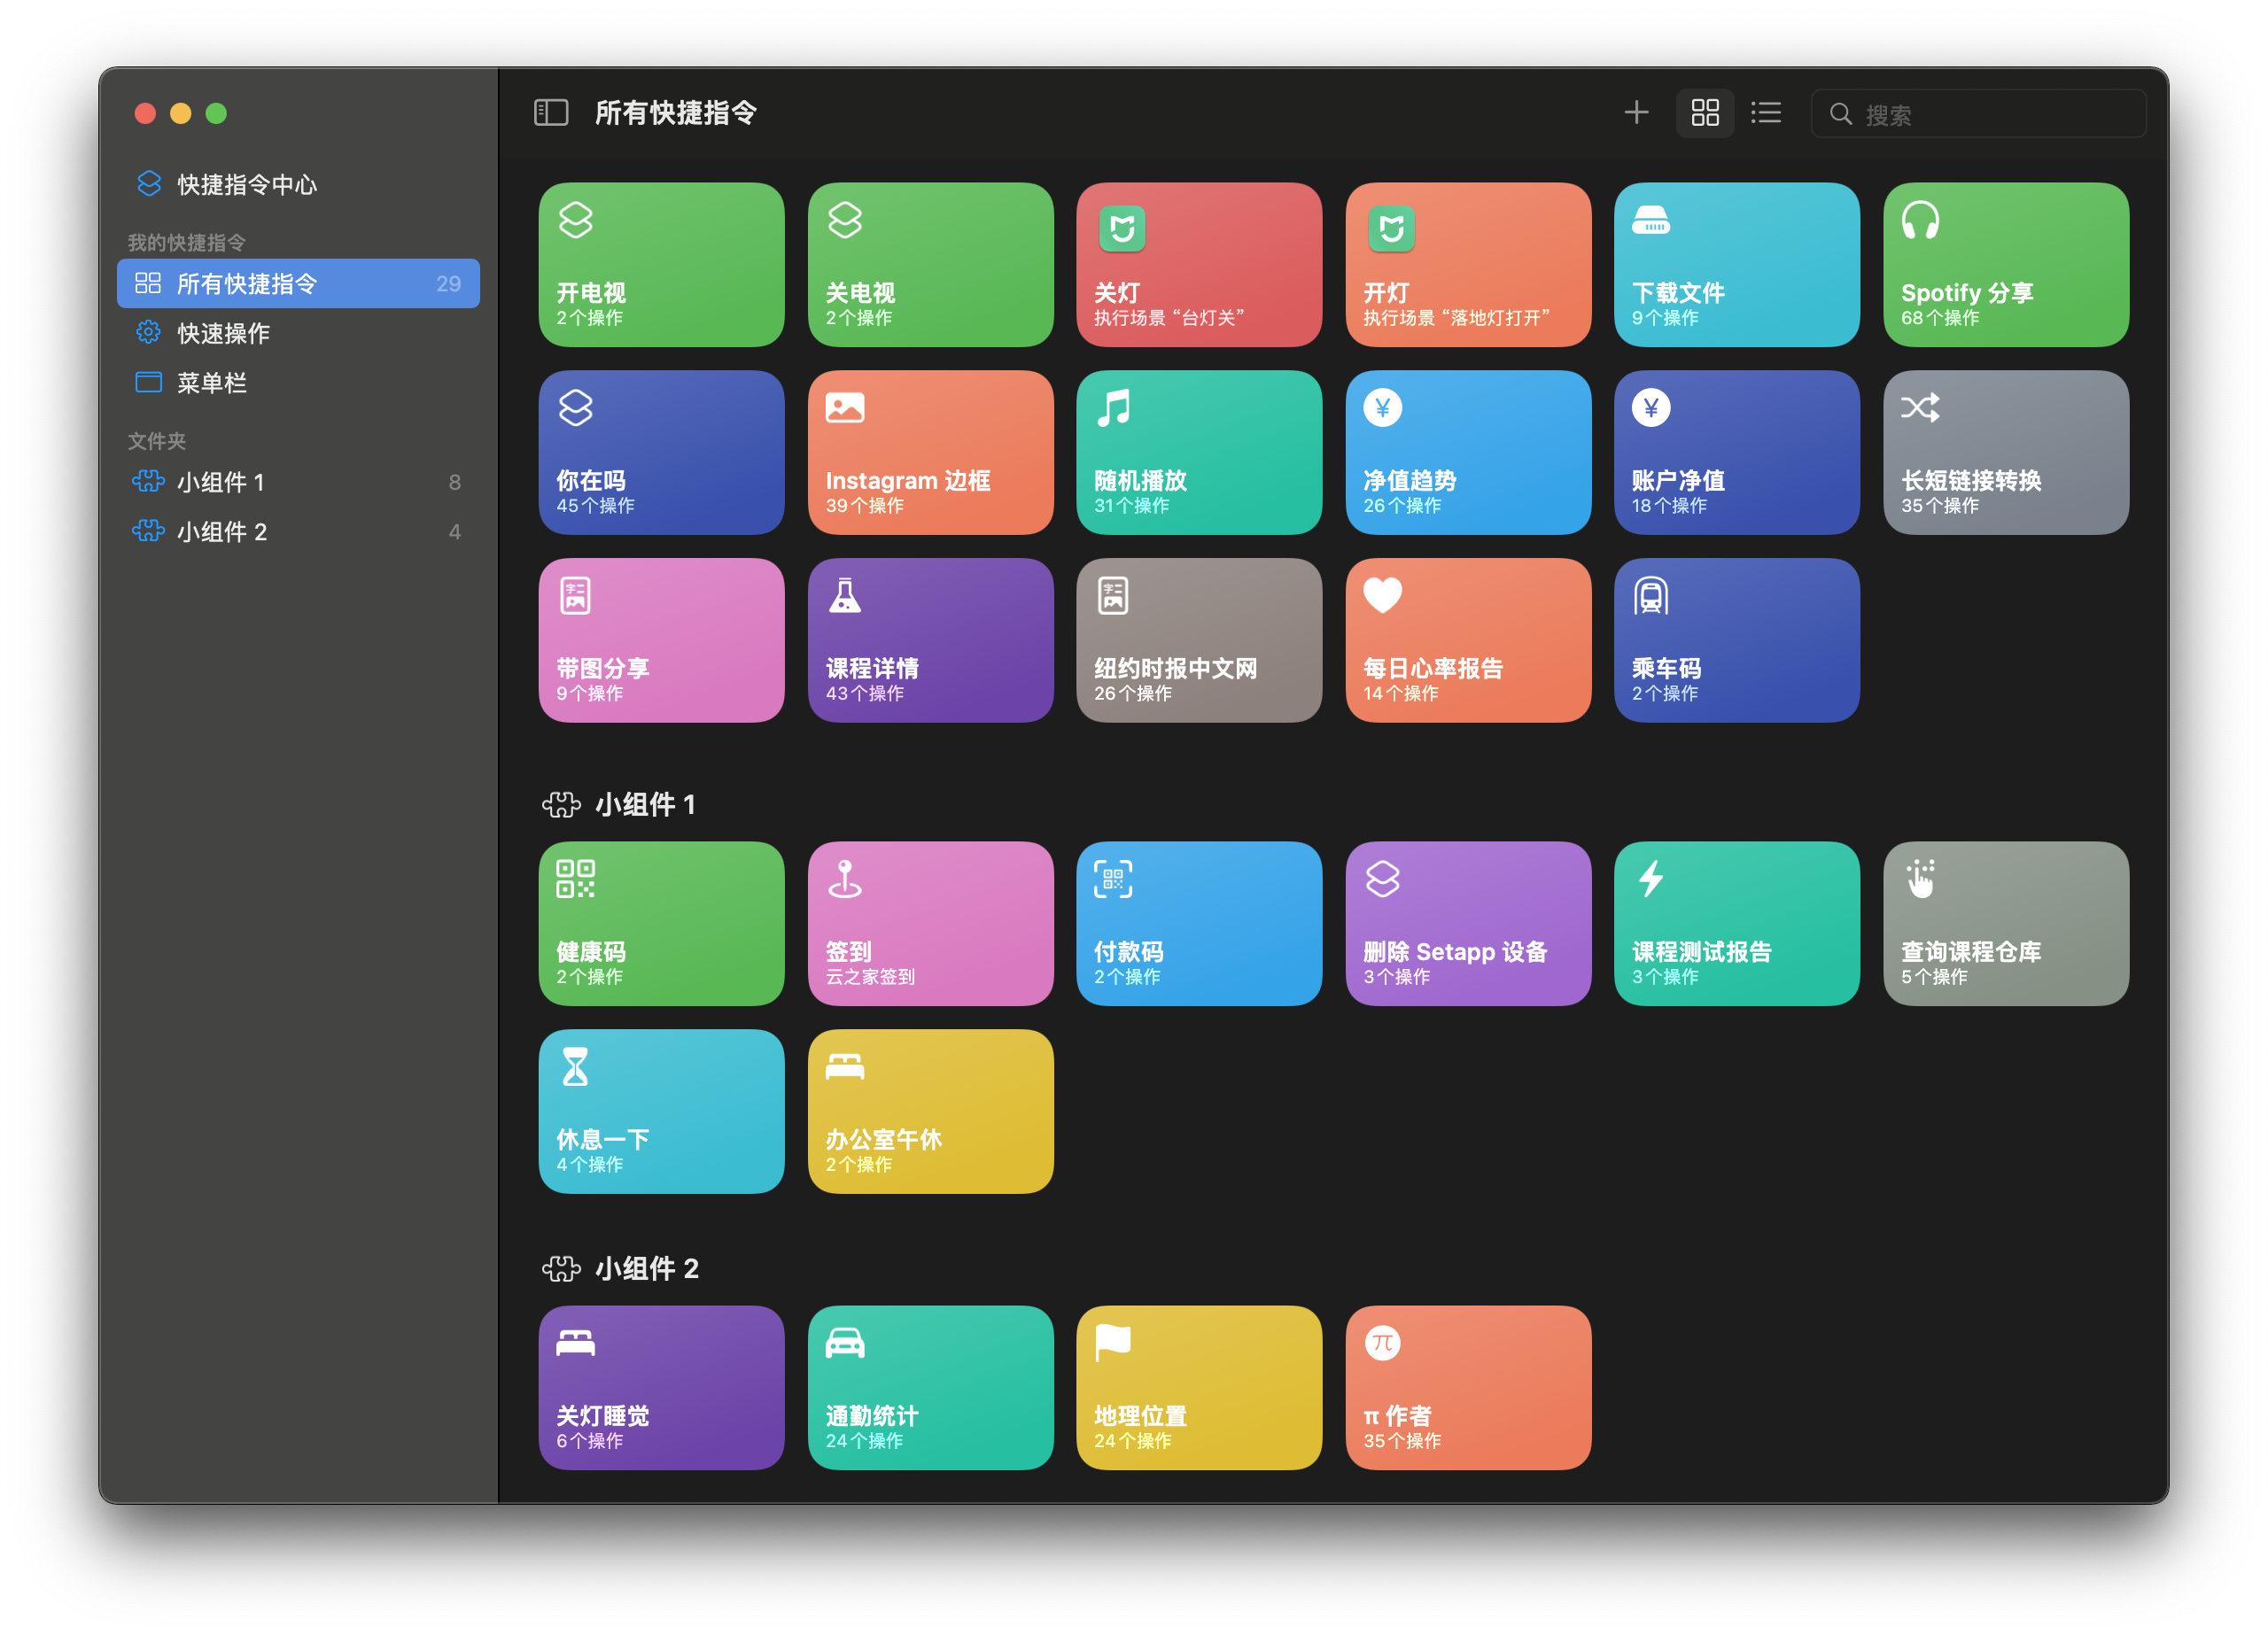 快捷指令中心
我的快捷指令
所有快捷指令 29
快速操作
菜单栏
文件夹
小组件 1 8
小组件 2 4
所有快捷指令
搜索
开电视
2个操作
关电视
2个操作
关灯
执行场景 “台灯关”
开灯
执行场景 “落地灯打开”
下载文件
9个操作
Spotify 分享
68个操作
你在吗
45个操作
Instagram 边框
39个操作
随机播放
31个操作
¥
净值趋势
26个操作
¥
账户净值
18个操作
长短链接转换
35个操作
字
带图分享
9个操作
课程详情
43个操作
字
纽约时报中文网
26个操作
每日心率报告
14个操作
乘车码
2个操作
小组件 1
健康码
2个操作
签到
云之家签到
付款码
2个操作
删除 Setapp 设备
3个操作
课程测试报告
3个操作
查询课程仓库
5个操作
休息一下
4个操作
办公室午休
2个操作
小组件 2
关灯睡觉
6个操作
通勤统计
24个操作
地理位置
24个操作
π
π 作者
35个操作